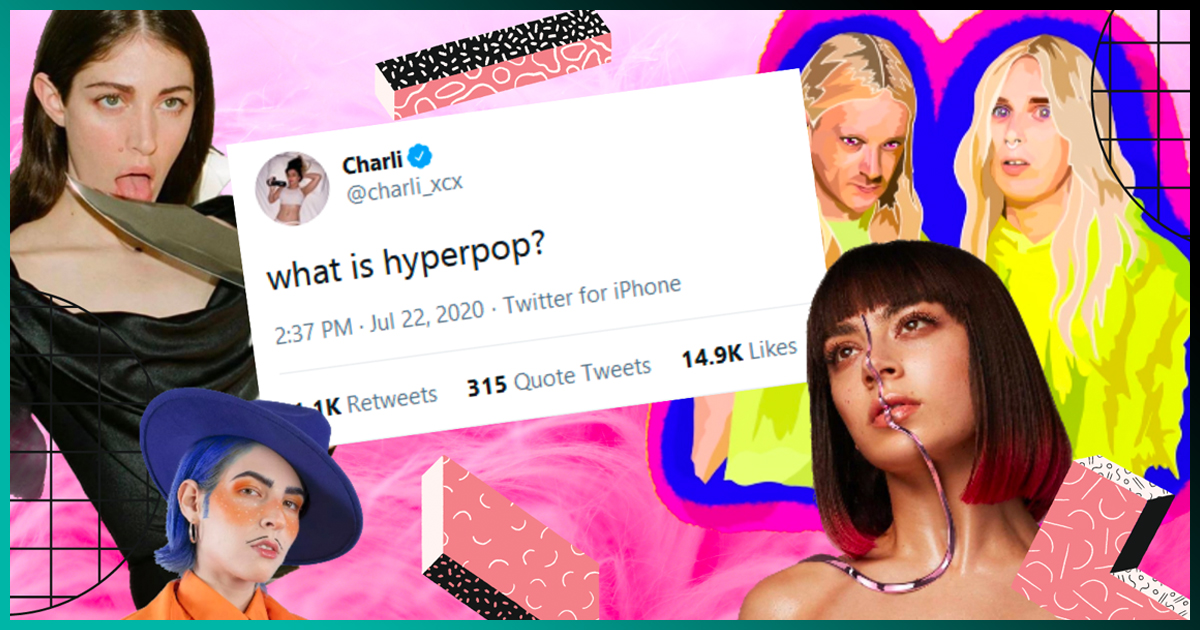 Charli
@charli_xcx
what is hyperpop?
2:37 PM · Jul 22, 2020 · Twitter for iPhone
Retweets 315 Quote Tweets 14.9K Likes